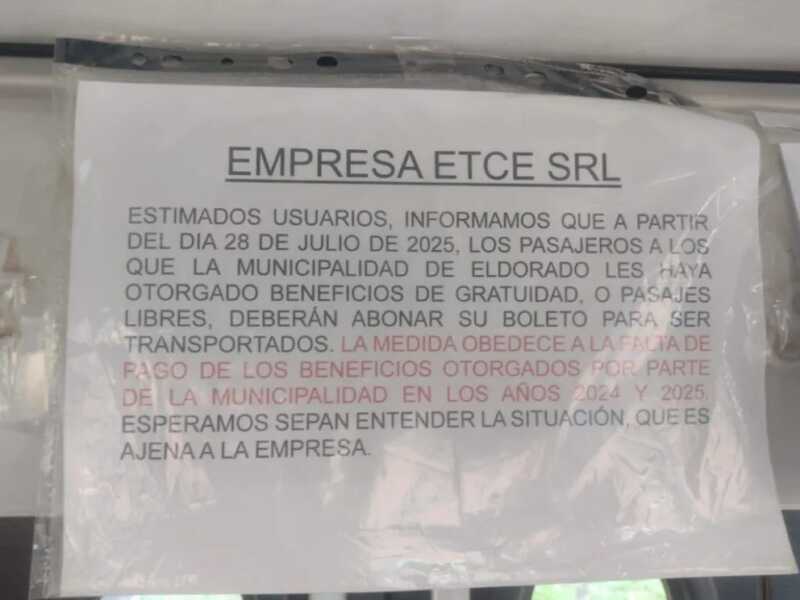 EMPRESA ETCE SRL
ESTIMADOS USUARIOS, INFORMAMOS QUE A PARTIR
DEL DIA 28 DE JULIO DE 2025, LOS PASAJEROS A LOS
QUE LA MUNICIPALIDAD DE ELDORADO LES HAYA
OTORGADO BENEFICIOS DE GRATUIDAD, O PASAJES
LIBRES, DEBERÁN ABONAR SU BOLETO PARA SER
TRANSPORTADOS. LA MEDIDA OBEDECE A LA FALTA DE
PAGO DE LOS BENEFICIOS OTORGADOS POR PARTE
DE LA MUNICIPALIDAD EN LOS AÑOS 2024 Y 2025.
ESPERAMOS SEPAN ENTENDER LA SITUACIÓN, QUE ES
AJENA A LA EMPRESA.